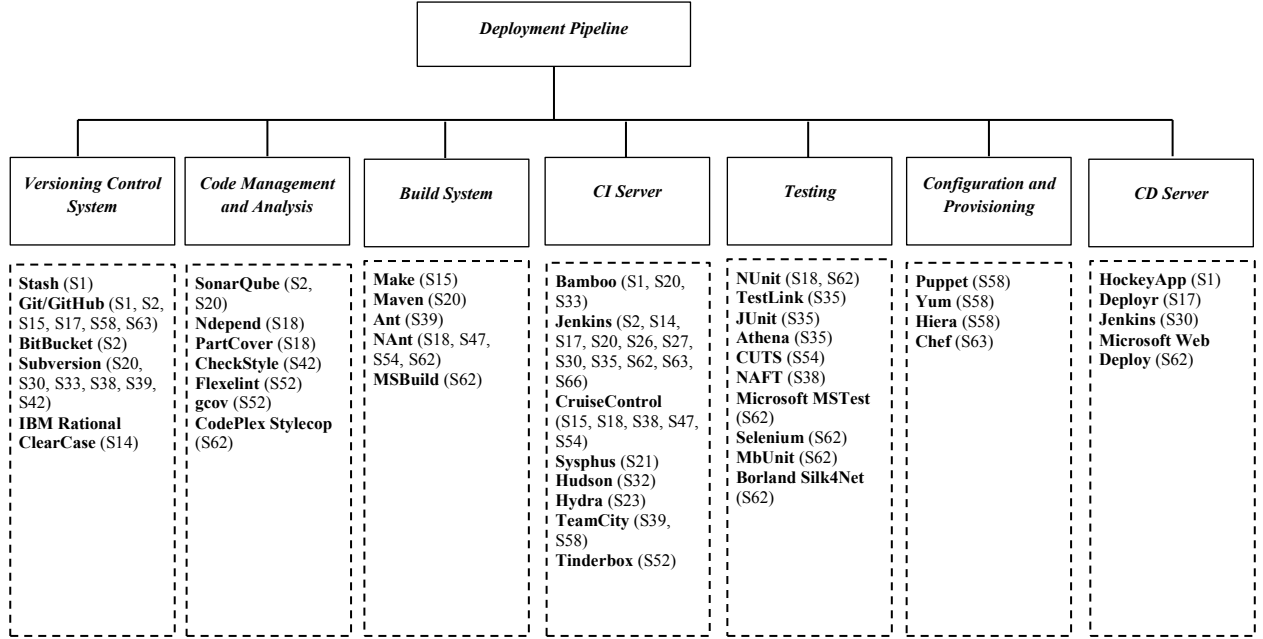 Deployment Pipeline
Versioning Control
System
Code Management
and Analysis
Build System
CI Server
Testing
Configuration and
Provisioning
CD Server
Stash (S1)
Git/GitHub (S1, S2,
S15, S17, S58, S63)
BitBucket (S2)
Subversion (S20,
S30, S33, S38, S39,
S42)
IBM Rational
ClearCase (S14)
SonarQube (S2,
S20)
Ndepend (S18)
PartCover (S18)
CheckStyle (S42)
Flexelint (S52)
gcov (S52)
CodePlex Stylecop
(S62)
Make (S15)
Maven (S20)
Ant (S39)
NAnt (S18, S47,
S54, S62)
MSBuild (S62)
Bamboo (S1, S20,
S33)
Jenkins (S2, S14,
S17, S20, S26, S27,
S30, S35, S62, S63,
S66)
CruiseControl
(S15, S18, S38, S47,
S54)
Sysphus (S21)
Hudson (S32)
Hydra (S23)
TeamCity (S39,
S58)
Tinderbox (S52)
NUnit (S18, S62)
TestLink (S35)
JUnit (S35)
Athena (S35)
CUTS (S54)
NAFT (S38)
Microsoft MSTest
(S62)
Selenium (S62)
MbUnit (S62)
Borland Silk4Net
(S62)
Puppet (S58)
Yum (S58)
Hiera (S58)
Chef (S63)
HockeyApp (S1)
Deployr (S17)
Jenkins (S30)
Microsoft Web
Deploy (S62)